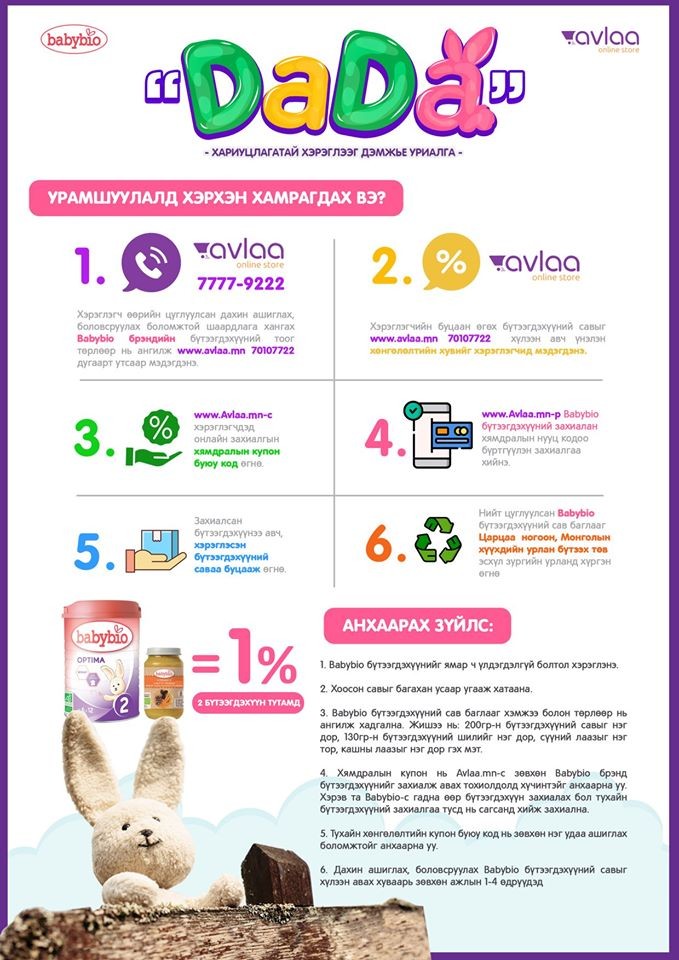 babybio
avlaa
online store
"DaDa"
- ХАРИУЦЛАГАТАЙ ХЭРЭГЛЭЭГ ДЭМЖЬЕ УРИАЛГА -
УРАМШУУЛАЛД ХЭРХЭН ХАМРАГДАХ ВЭ?
1.
avlaa
online store
7777-9222
Хэрэглэгч өөрийн цуглуулсан дахин ашиглах,
боловсруулах боломжтой шаардлага хангах
Babybio брэндийн бүтээгдэхүүний тоог
төрлөөр нь ангилж www.avlaa.mn 70107722
дугаарт утсаар мэдэгдэнэ.
2.
%
avlaa
online store
Хэрэглэгчийн буцаан өгөх бүтээгдэхүүний савыг
www.avlaa.mn 70107722 хүлээн авч үнэлэн
хөнгөлөлтийн хувийг хэрэглэгчид мэдэгдэнэ.
3.
%
www.Avlaa.mn-с
хэрэглэгчдэд
онлайн захиалгын
хямдралын купон
буюу код өгнө.
4.
www.Avlaa.mn-р Babybio
бүтээгдэхүүний захиалан
хямдралын нууц кодоо
бүртгүүлэн захиалгаа
хийнэ.
5.
Захиалсан
бүтээгдэхүүнээ авч,
хэрэглэсэн
бүтээгдэхүүний
саваа буцааж өгнө.
6.
Нийт цуглуулсан Babybio
бүтээгдэхүүний сав баглааг
Царцаа ногоон, Монголын
хүүхдийн урлан бүтээх төв
эсхүл зургийн урланд хүргэн
өгнө
babybio
OPTIMA
2
= 1%
2 БҮТЭЭГДЭХҮҮН ТУТАМД
АНХААРАХ ЗҮЙЛС:
1. Babybio бүтээгдэхүүнийг ямар ч үлдэгдэлгүй болтол хэрэглэнэ.
2. Хоосон савыг багахан усаар угааж хатаана.
3. Babybio бүтээгдэхүүний сав баглааг хэмжээ болон төрлөөр нь
ангилж хадгална. Жишээ нь: 200гр-н бүтээгдэхүүний савыг нэг
дор, 130гр-н бүтээгдэхүүний шилийг нэг дор, сүүний лаазыг нэг
тор, кашны лаазыг нэг дор гэх мэт.
4. Хямдралын купон нь Avlaa.mn-с зөвхөн Babybio брэнд
бүтээгдэхүүнийг захиалж авах тохиолдолд хүчинтэйг анхаарна уу.
Хэрэв та Babybio-с гадна өөр бүтээгдэхүүн захиалах бол тухайн
бүтээгдэхүүний захиалгаа тусд нь сагсанд хийж захиална.
5. Тухайн хөнгөлөлтийн купон буюу код нь зөвхөн нэг удаа ашиглах
боломжтойг анхаарна уу.
6. Дахин ашиглах, боловсруулах Babybio бүтээгдэхүүний савыг
хүлээн авах хуваарь зөвхөн ажлын 1-4 өдрүүдэд